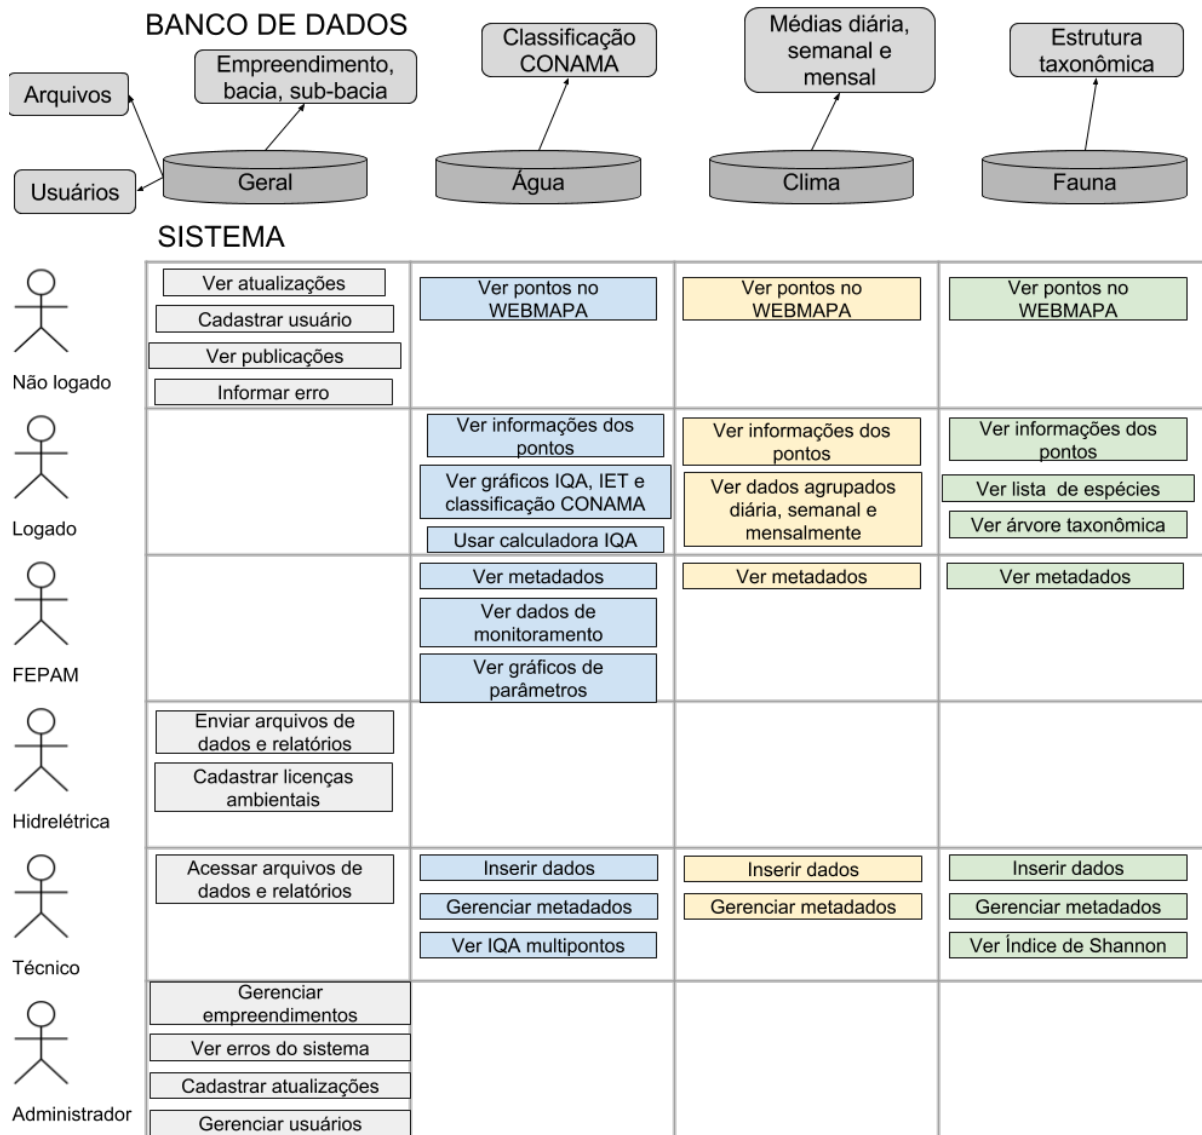 BANCO DE DADOS
Arquivos
Usuários
Empreendimento,
bacia, sub-bacia
Classificação
CONAMA
Médias diária,
semanal e
mensal
Estrutura
taxonômica
Geral
Água
Clima
Fauna
SISTEMA
Não logado
Ver atualizações
Cadastrar usuário
Ver publicações
Informar erro
Ver pontos no
WEBMAPA
Ver pontos no
WEBMAPA
Ver pontos no
WEBMAPA
Logado
Ver informações dos
pontos
Ver gráficos IQA, IET e
classificação CONAMA
Usar calculadora IQA
Ver informações dos
pontos
Ver dados agrupados
diária, semanal e
mensalmente
Ver informações dos
pontos
Ver lista de espécies
Ver árvore taxonômica
FEPAM
Ver metadados
Ver dados de
monitoramento
Ver gráficos de
parâmetros
Ver metadados
Ver metadados
Hidrelétrica
Enviar arquivos de
dados e relatórios
Cadastrar licenças
ambientais
Técnico
Acessar arquivos de
dados e relatórios
Inserir dados
Gerenciar metadados
Ver IQA multipontos
Inserir dados
Gerenciar metadados
Inserir dados
Gerenciar metadados
Ver Índice de Shannon
Administrador
Gerenciar
empreendimentos
Ver erros do sistema
Cadastrar atualizações
Gerenciar usuários